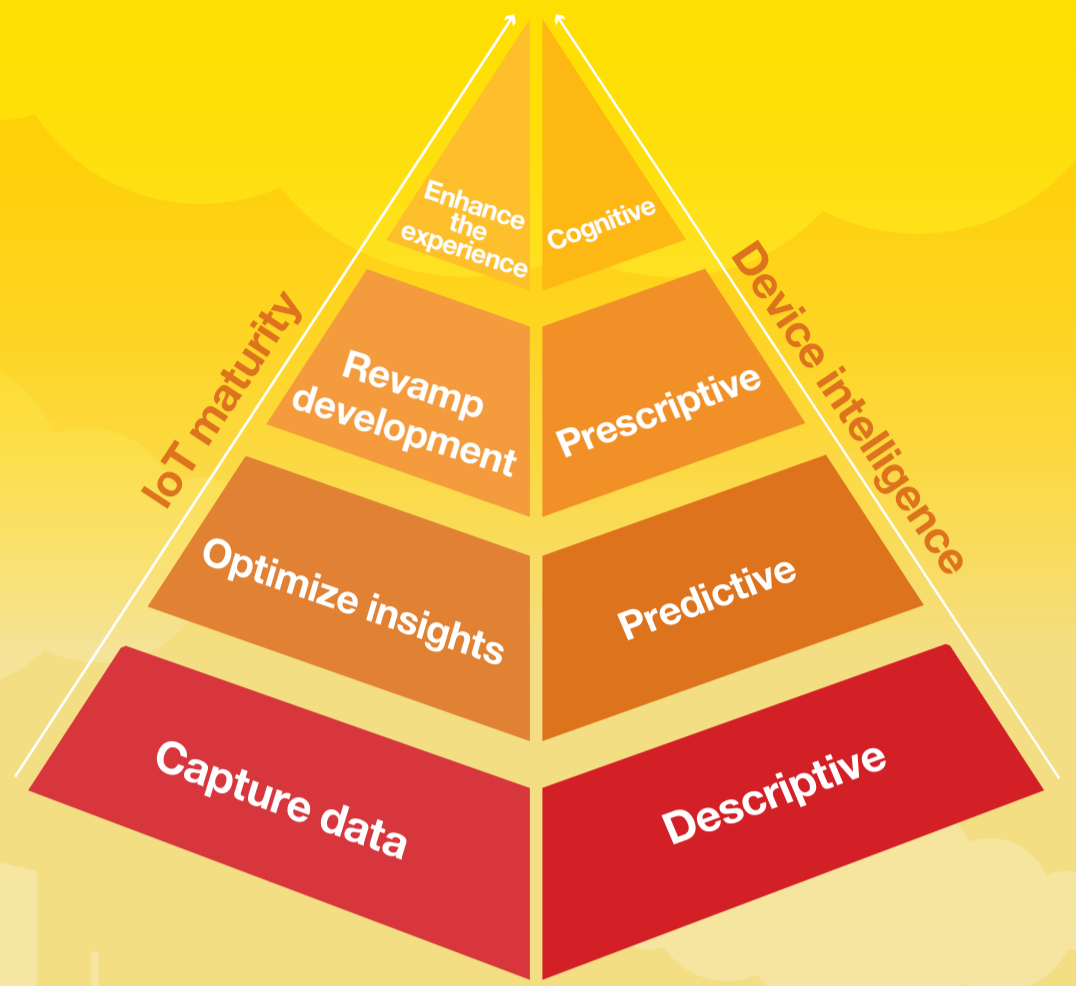 Enhance
the
experience
Cognitive
IoT maturity
Device intelligence
Revamp
development
Prescriptive
Optimize insights
Predictive
Capture data
Descriptive